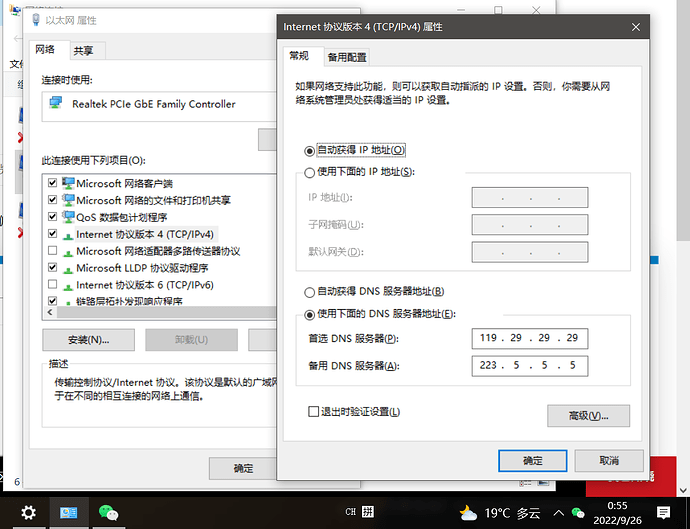 以太网 属性
网络
共享
连接时使用:
Realtek PCIe GbE Family Controller
此连接使用下列项目(O):
Microsoft 网络客户端
Microsoft 网络的文件和打印机共享
QoS 数据包计划程序
Internet 协议版本 4 (TCP/IPv4)
Microsoft 网络适配器多路传送器协议
Microsoft LLDP 协议驱动程序
Internet 协议版本 6 (TCP/IPv6)
链路层拓扑发现响应程序
安装(N)...
卸载(U)
描述
传输控制协议/Internet 协议。该协议是默认的广域网
于在不同的相互连接的网络上通信。
确定
Internet 协议版本 4 (TCP/IPv4) 属性
常规
备用配置
如果网络支持此功能，则可以获取自动指派的 IP 设置。否则，你需要从网
络系统管理员处获得适当的 IP 设置。
自动获得 IP 地址(O)
使用下面的 IP 地址(S):
IP 地址(I):
子网掩码(U):
默认网关(D):
自动获得 DNS 服务器地址(B)
使用下面的 DNS 服务器地址(E):
首选 DNS 服务器(P):
119 . 29 . 29 . 29
备用 DNS 服务器(A):
223 . 5 . 5 . 5
退出时验证设置(L)
高级(V)...
确定
取消
6
CH 拼
19°C 多云
0:55
2022/9/26